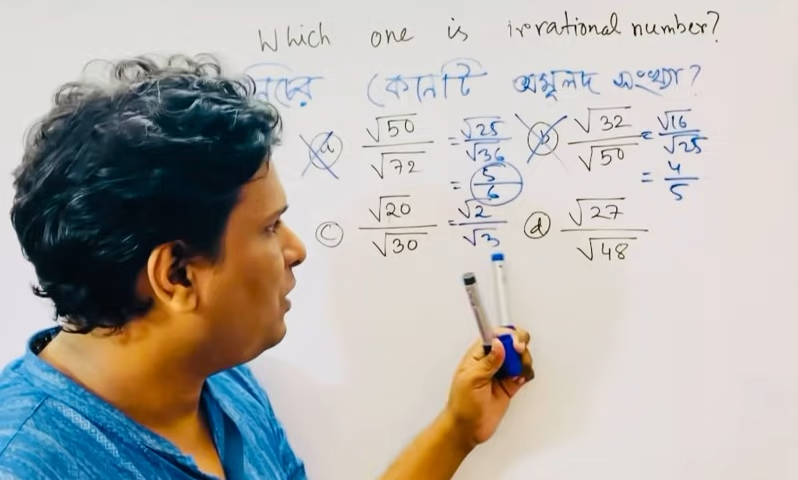 Which one is irrational number?
নিচের কোনটি অমূলদ সংখ্যা?
(a) √50/√72 = √25/√36 = 5/6
(b) √32/√50 = √16/√25 = 4/5
(c) √20/√30 = √2/√3
(d) √27/√48